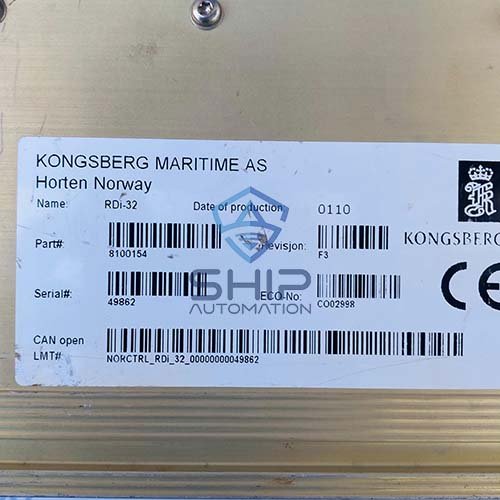 KONGSBERG MARITIME AS
Horten Norway
Name: RDi-32 Date of production 0110
Part#: 8100154 Revision: F3
KONGSBERG
Serial#: 49862 ECO-No: CO02998
CE
SHIP
AUTOMATION
CAN open
LMT# NORCTRL_RDi_32_00000000049862